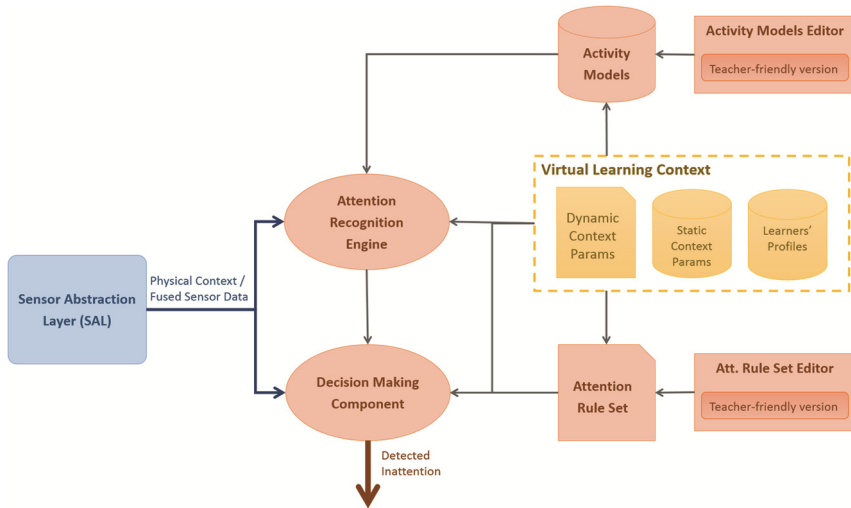 Activity
Models
Activity Models Editor
Teacher-friendly version
Virtual Learning Context
Dynamic
Context
Params
Static
Context
Params
Learners’
Profiles
Attention
Recognition
Engine
Sensor Abstraction
Layer (SAL)
Physical Context /
Fused Sensor Data
Decision Making
Component
Attention
Rule Set
Att. Rule Set Editor
Teacher-friendly version
Detected
Inattention